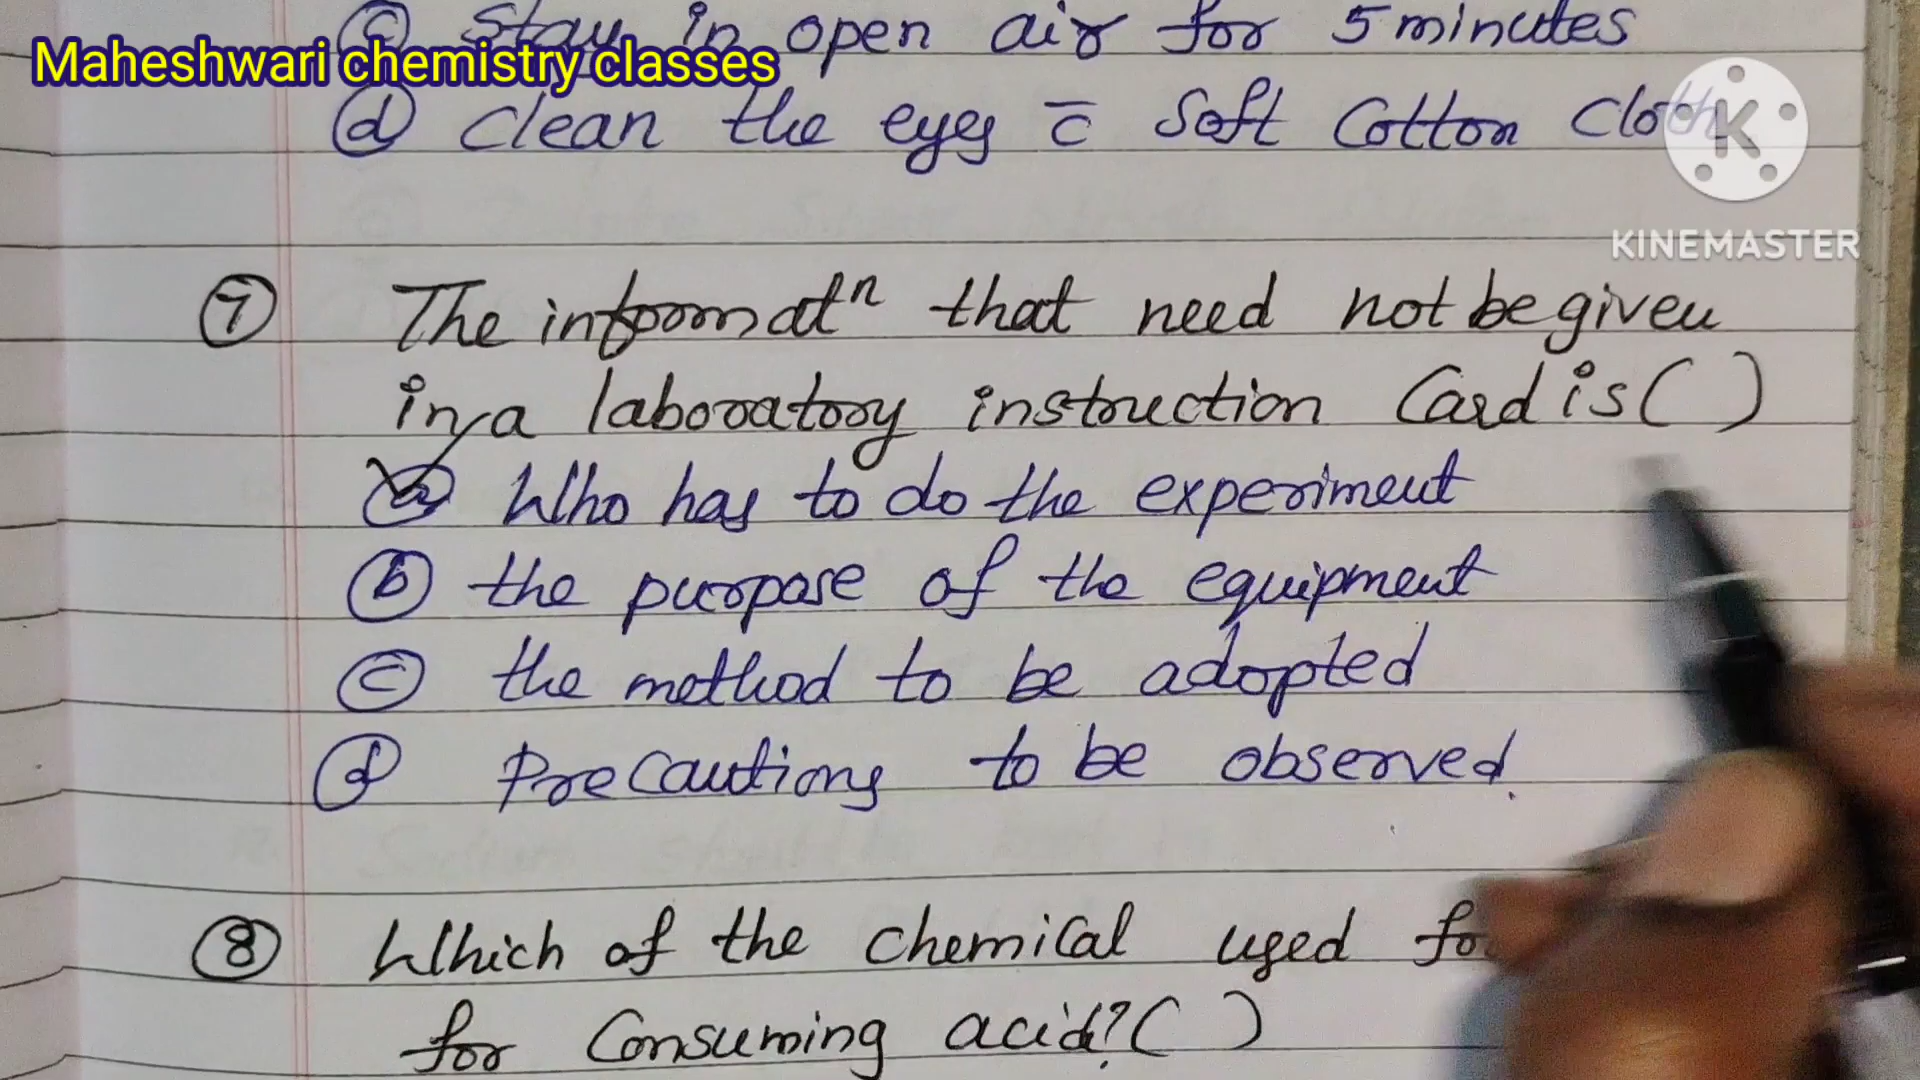 ⓒ Stay in open air for 5 minutes
Maheshwari chemistry classes
ⓓ Clean the eyes c̄ Soft Cotton Cloth
K
KINEMASTER
⑦ The informatⁿ that need not be given
in a laboratory instruction Card is ( )
ⓐ Who has to do the experiment
ⓑ the purpose of the equipment
ⓒ the method to be adopted
ⓓ Precautions to be observed.
⑧ Which of the Chemical used
for Consuming acid? ( )